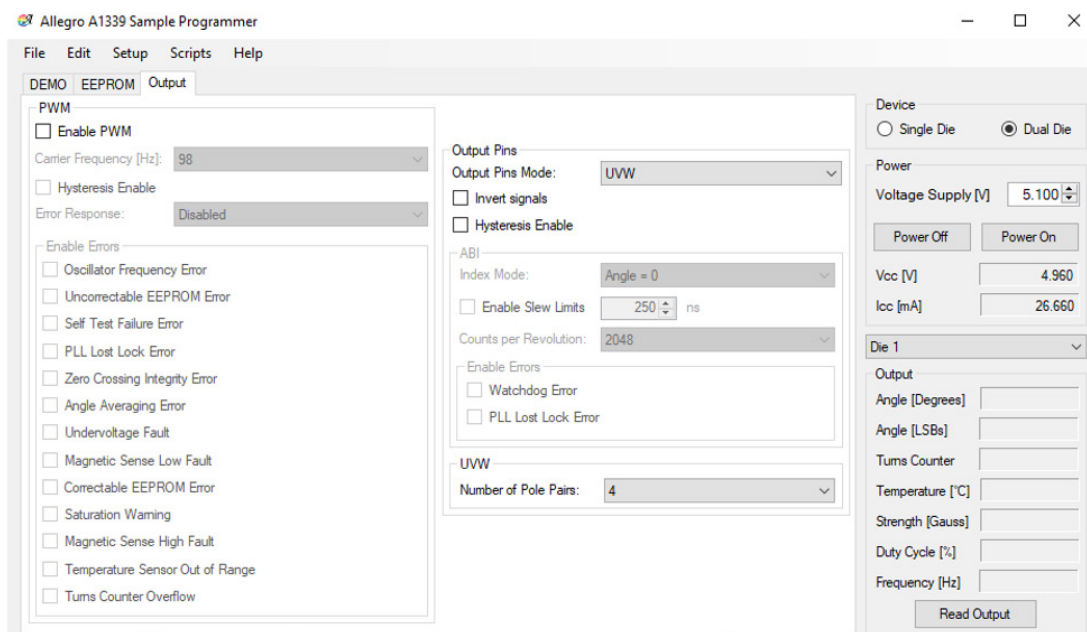 Allegro A1339 Sample Programmer
File Edit Setup Scripts Help
DEMO EEPROM Output
PWM
Enable PWM
Carrier Frequency [Hz]: 98
Hysteresis Enable
Error Response: Disabled
Enable Errors
Oscillator Frequency Error
Uncorrectable EEPROM Error
Self Test Failure Error
PLL Lost Lock Error
Zero Crossing Integrity Error
Angle Averaging Error
Undervoltage Fault
Magnetic Sense Low Fault
Correctable EEPROM Error
Saturation Warning
Magnetic Sense High Fault
Temperature Sensor Out of Range
Turns Counter Overflow
Output Pins
Output Pins Mode: UVW
Invert signals
Hysteresis Enable
ABI
Index Mode: Angle = 0
Enable Slew Limits 250 ns
Counts per Revolution: 2048
Enable Errors
Watchdog Error
PLL Lost Lock Error
UVW
Number of Pole Pairs: 4
Device
Single Die Dual Die
Power
Voltage Supply [V] 5.100
Power Off Power On
Vcc [V] 4.960
Icc [mA] 26.660
Die 1
Output
Angle [Degrees]
Angle [LSBs]
Turns Counter
Temperature [°C]
Strength [Gauss]
Duty Cycle [%]
Frequency [Hz]
Read Output